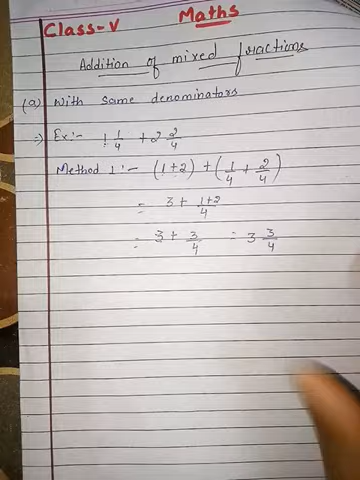 Class-V Maths
Addition of mixed fractions
(a) With same denominators
⇒ Ex:- 1 1/4 + 2 2/4
Method 1:- (1+2) + (1/4 + 2/4)
= 3 + 1+2/4
= 3 + 3/4 = 3 3/4